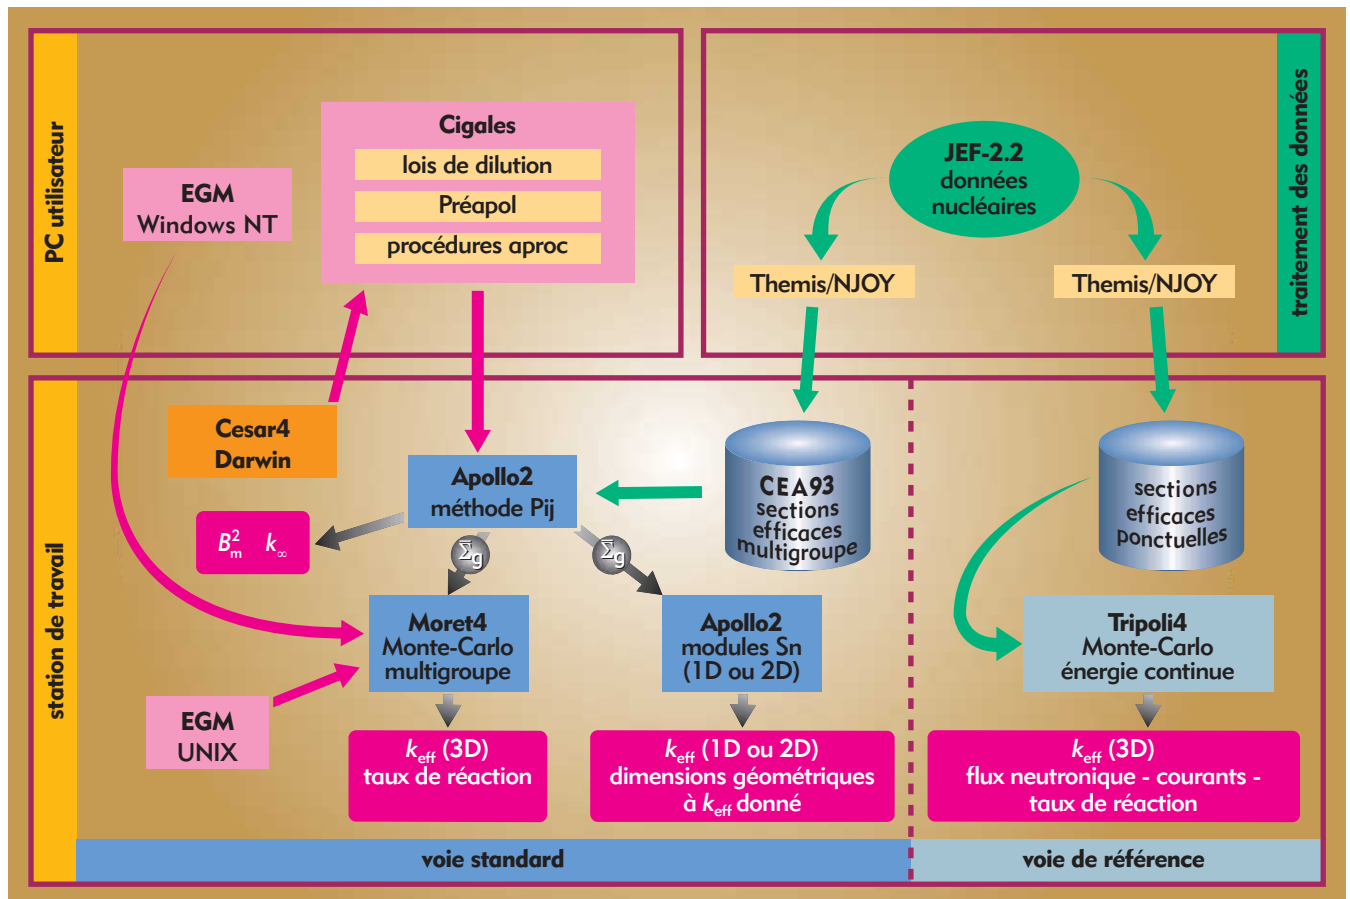 PC utilisateur
EGM
Windows NT
Cigales
lois de dilution
Préapol
procédures aproc
JEF-2.2
données
nucléaires
Themis/NJOY
Themis/NJOY
traitement des données
station de travail
Cesar4
Darwin
Apollo2
méthode Pij
CEA93
sections
efficaces
multigroupe
sections
efficaces
ponctuelles
B²m k∞
Σ̿g
Σ̿g
Moret4
Monte-Carlo
multigroupe
Apollo2
modules Sn
(1D ou 2D)
Tripoli4
Monte-Carlo
énergie continue
EGM
UNIX
keff (3D)
taux de réaction
keff (1D ou 2D)
dimensions géométriques
à keff donné
keff (3D)
flux neutronique - courants -
taux de réaction
voie standard
voie de référence